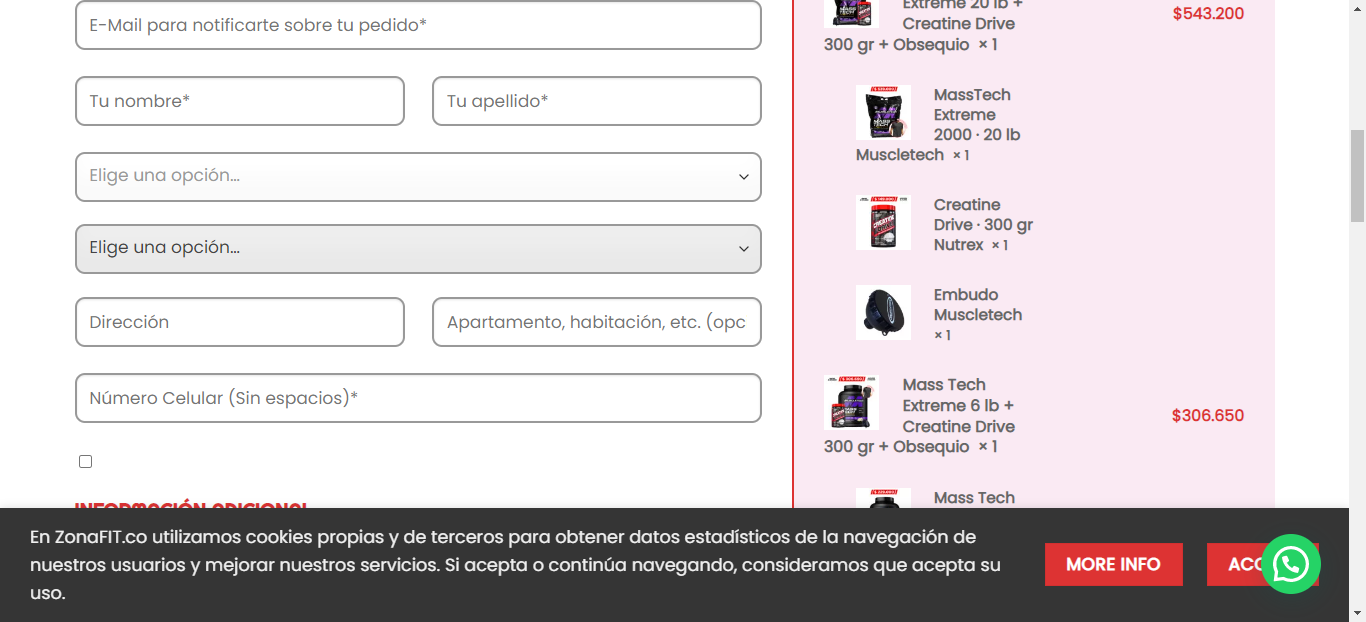 E-Mail para notificarte sobre tu pedido*
Tu nombre*
Tu apellido*
Elige una opción...
Elige una opción...
Dirección
Apartamento, habitación, etc. (opc
Número Celular (Sin espacios)*
INFORMACIÓN ADICIONAL
Extreme 20 lb +
Creatine Drive
300 gr + Obsequio × 1
$543.200
MassTech
Extreme
2000 · 20 lb
Muscletech × 1
Creatine
Drive · 300 gr
Nutrex × 1
Embudo
Muscletech
× 1
Mass Tech
Extreme 6 lb +
Creatine Drive
300 gr + Obsequio × 1
$306.650
Mass Tech
En ZonaFIT.co utilizamos cookies propias y de terceros para obtener datos estadísticos de la navegación de
nuestros usuarios y mejorar nuestros servicios. Si acepta o continúa navegando, consideramos que acepta su
uso.
MORE INFO
ACC